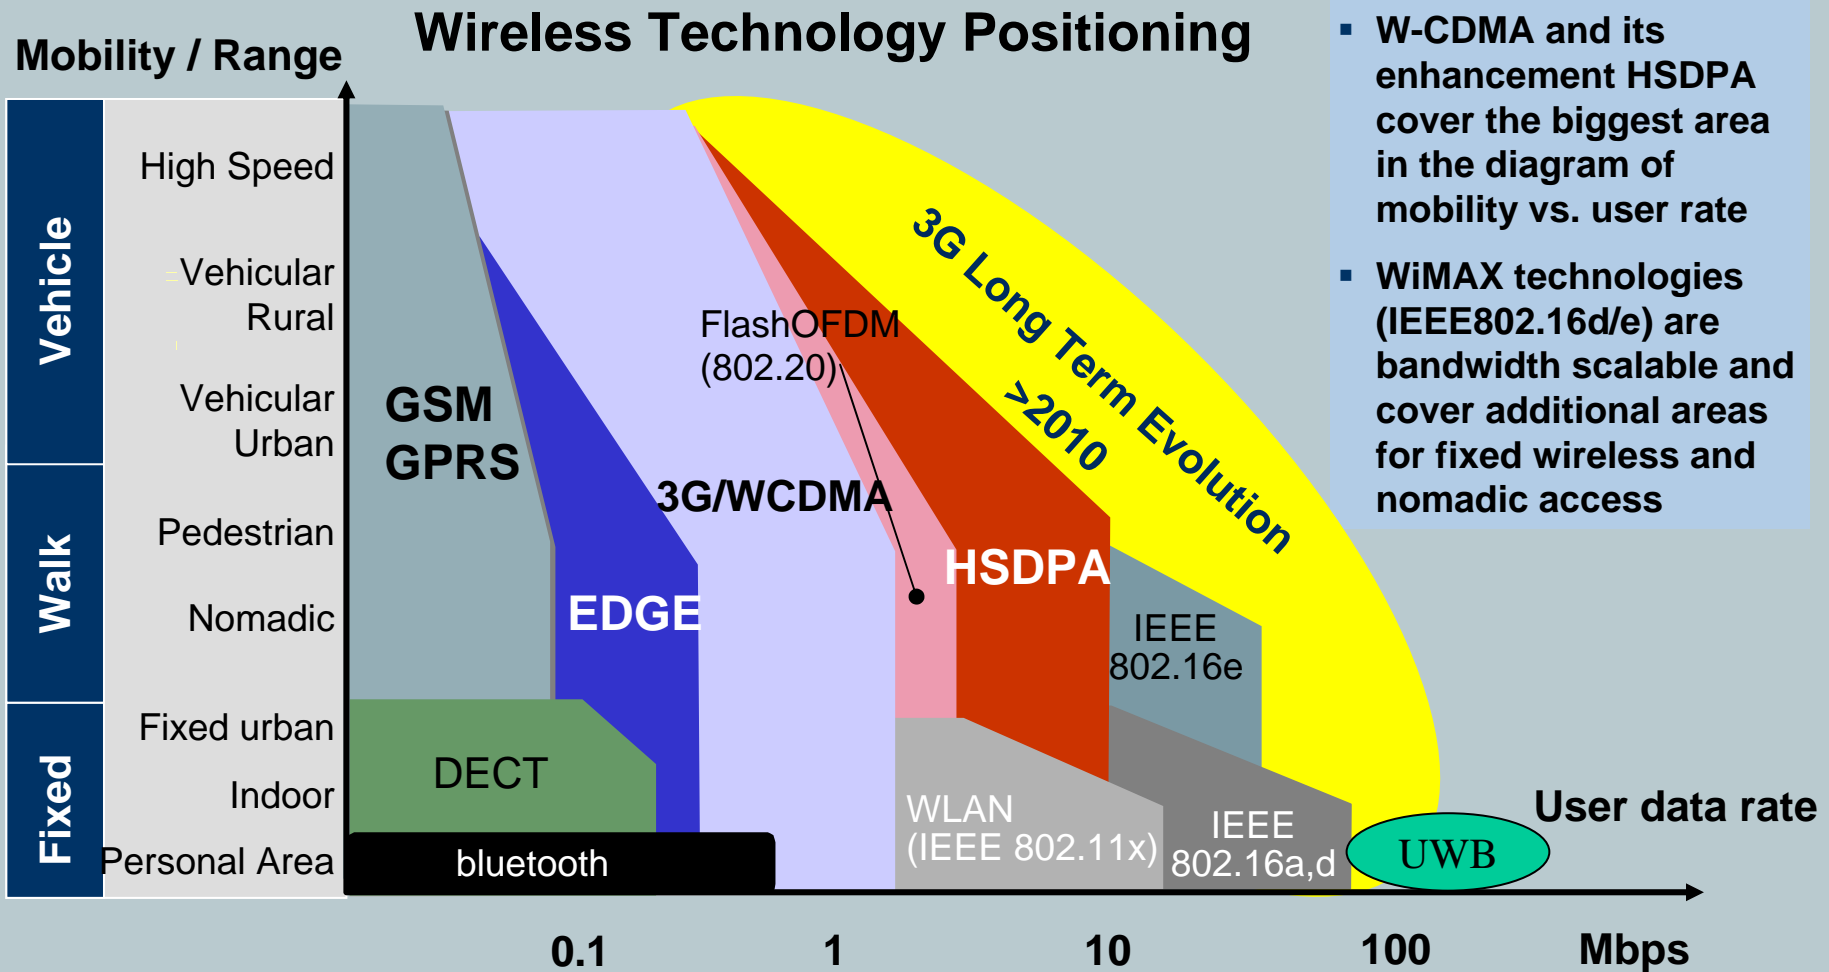 Wireless Technology Positioning
Mobility / Range
Vehicle
Walk
Fixed
High Speed
Vehicular
Rural
Vehicular
Urban
Pedestrian
Nomadic
Fixed urban
Indoor
Personal Area
GSM
GPRS
EDGE
3G/WCDMA
FlashOFDM
(802.20)
HSDPA
3G Long Term Evolution
>2010
IEEE
802.16e
DECT
bluetooth
WLAN
(IEEE 802.11x)
IEEE
802.16a,d
UWB
User data rate
0.1
1
10
100
Mbps
▪ W-CDMA and its
enhancement HSDPA
cover the biggest area
in the diagram of
mobility vs. user rate
▪ WiMAX technologies
(IEEE802.16d/e) are
bandwidth scalable and
cover additional areas
for fixed wireless and
nomadic access